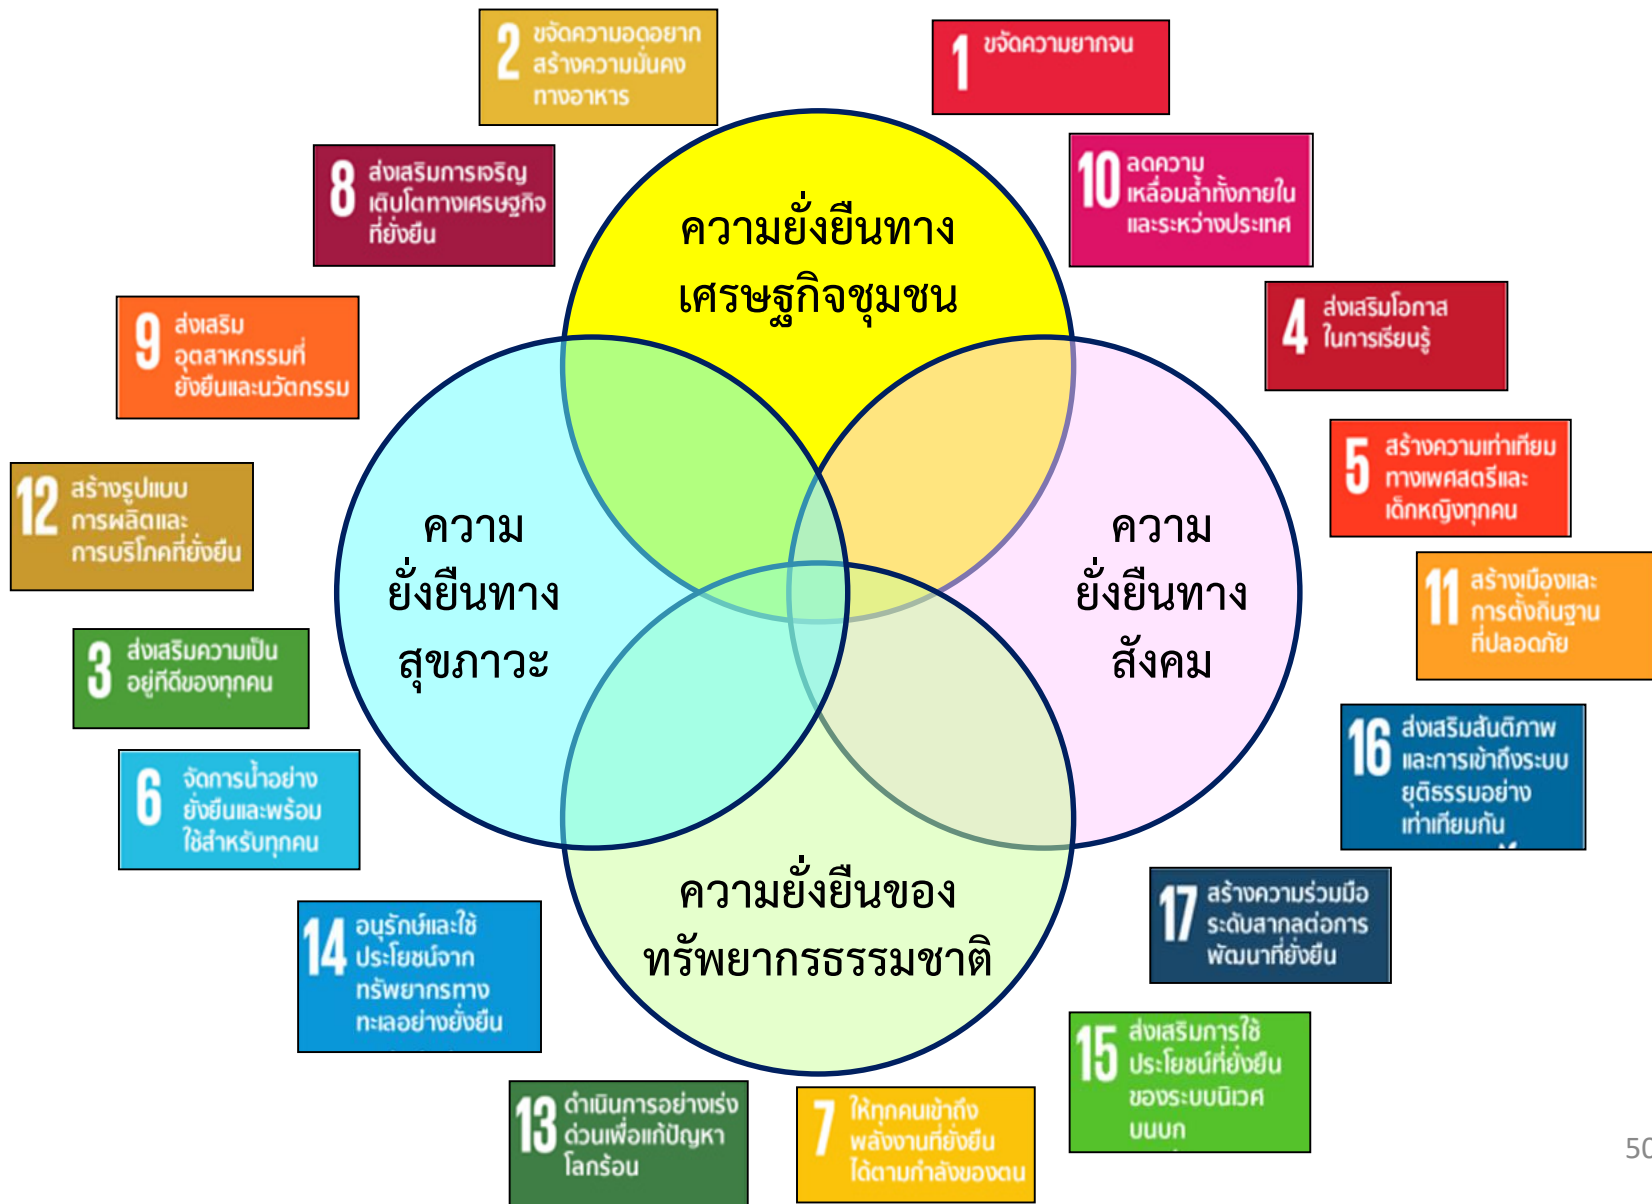 2 ขจัดความอดอยาก
สร้างความมั่นคง
ทางอาหาร
1 ขจัดความยากจน
8 ส่งเสริมการเจริญ
เติบโตทางเศรษฐกิจ
ที่ยั่งยืน
10 ลดความ
เหลื่อมล้ำทั้งภายใน
และระหว่างประเทศ
ความยั่งยืนทาง
เศรษฐกิจชุมชน
9 ส่งเสริม
อุตสาหกรรมที่
ยั่งยืนและนวัตกรรม
4 ส่งเสริมโอกาส
ในการเรียนรู้
12 สร้างรูปแบบ
การผลิตและ
การบริโภคที่ยั่งยืน
5 สร้างความเท่าเทียม
ทางเพศสตรีและ
เด็กหญิงทุกคน
ความ
ยั่งยืนทาง
สุขภาวะ
ความ
ยั่งยืนทาง
สังคม
11 สร้างเมืองและ
การตั้งถิ่นฐาน
ที่ปลอดภัย
3 ส่งเสริมความเป็น
อยู่ที่ดีของทุกคน
16 ส่งเสริมสันติภาพ
และการเข้าถึงระบบ
ยุติธรรมอย่าง
เท่าเทียมกัน
6 จัดการน้ำอย่าง
ยั่งยืนและพร้อม
ใช้สำหรับทุกคน
ความยั่งยืนของ
ทรัพยากรธรรมชาติ
17 สร้างความร่วมมือ
ระดับสากลต่อการ
พัฒนาที่ยั่งยืน
14 อนุรักษ์และใช้
ประโยชน์จาก
ทรัพยากรทาง
ทะเลอย่างยั่งยืน
15 ส่งเสริมการใช้
ประโยชน์ที่ยั่งยืน
ของระบบนิเวศ
บนบก
13 ดำเนินการอย่างเร่ง
ด่วนเพื่อแก้ปัญหา
โลกร้อน
7 ให้ทุกคนเข้าถึง
พลังงานที่ยั่งยืน
ได้ตามกำลังของตน
50